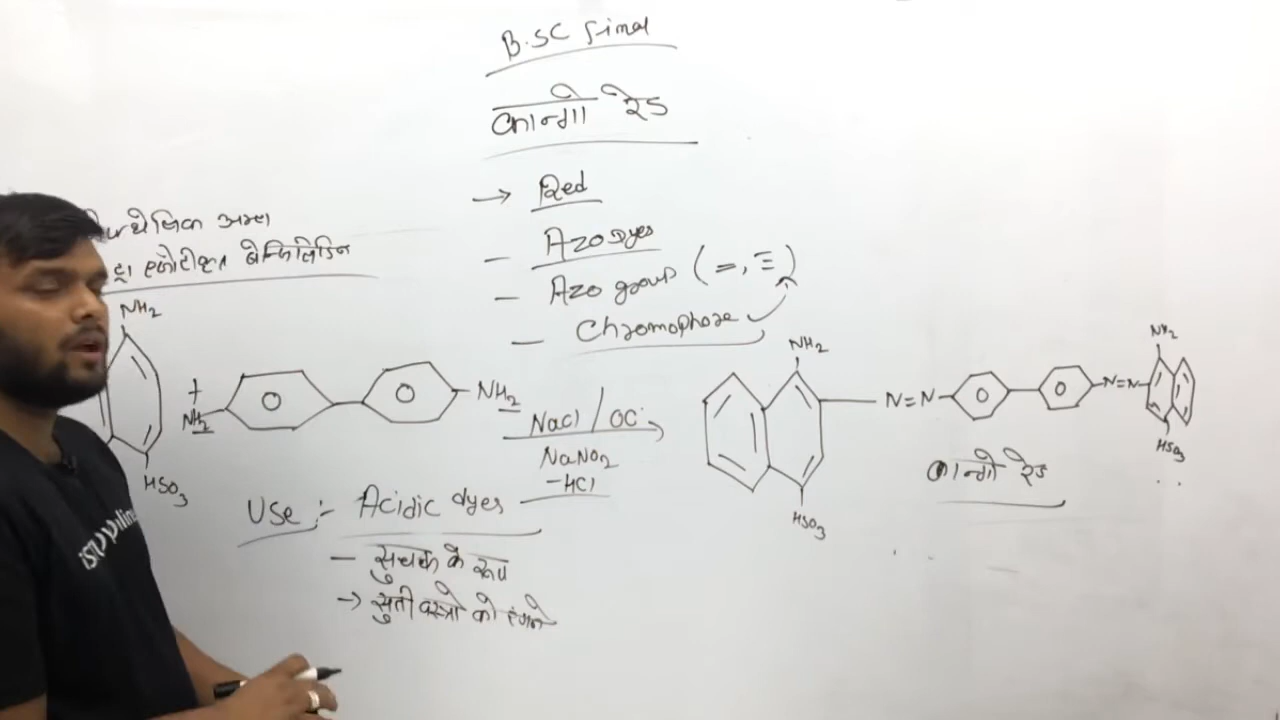 B.SC final
कान्गो रेड
→ Red
- Azo Dyes
- Azo group (=, Ξ)
- Chromophore
अम्ल
NH2
HSO3
+
NH2
NH2
NaCl / 0C
NaNO2
-HCl
NH2
N=N
N=N
NH2
HSO3
HSO3
कान्गो रेड
Use :- Acidic dyes
- सुचक के रूप
→ सुती वस्त्रो को रंगने